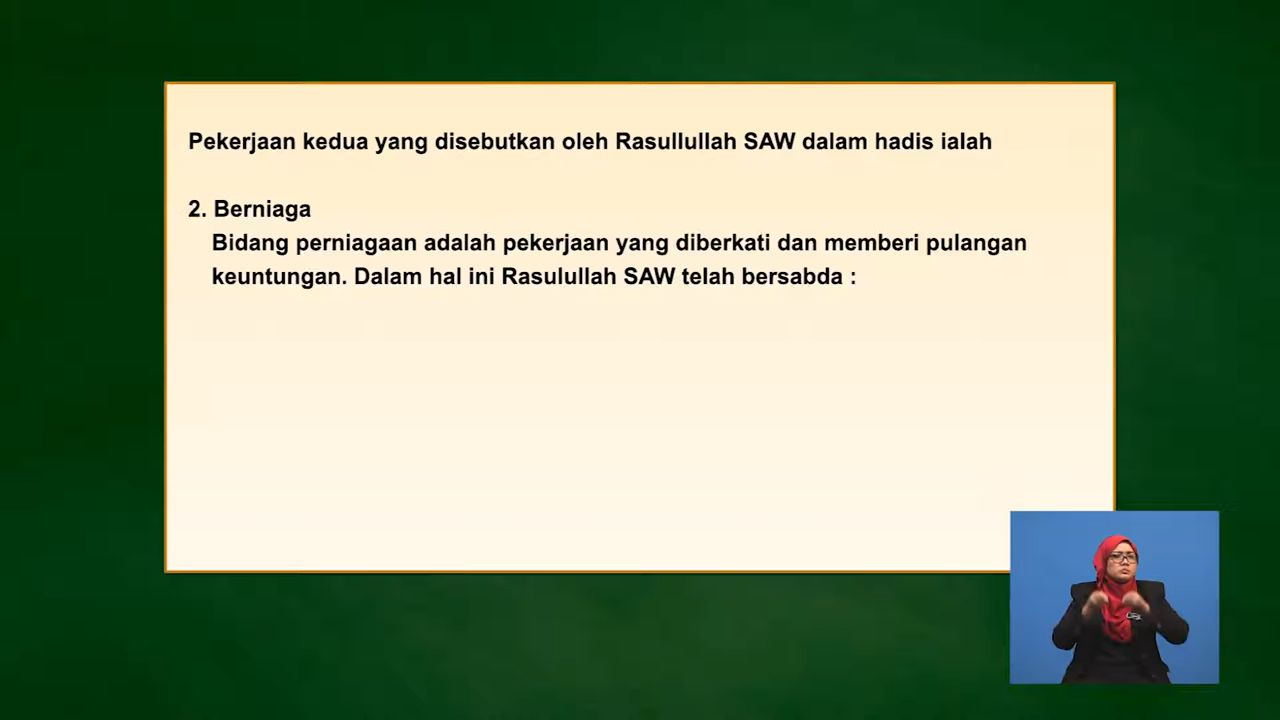 Pekerjaan kedua yang disebutkan oleh Rasullullah SAW dalam hadis ialah
2. Berniaga
Bidang perniagaan adalah pekerjaan yang diberkati dan memberi pulangan
keuntungan. Dalam hal ini Rasulullah SAW telah bersabda :